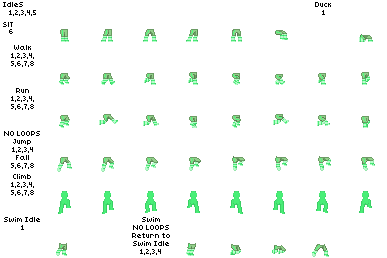 IdleS
1,2,3,4,5
Duck
1
SIT
6
Walk
1,2,3,4,
5,6,7,8
Run
1,2,3,4,
5,6,7,8
NO LOOPS
Jump
1,2,3,4
Fall
5,6,7,8
Climb
1,2,3,4,
5,6,7,8
Swim Idle
1
Swim
NO LOOPS
Return to
Swim Idle
1,2,3,4